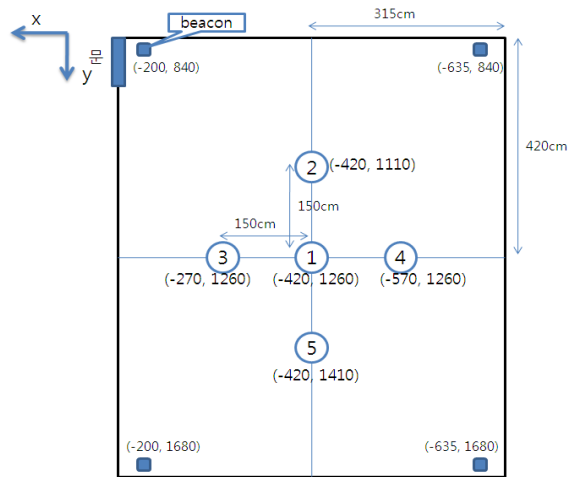 315cm
x
beacon
문
y
(-200, 840)
(-635, 840)
420cm
2
(-420, 1110)
150cm
150cm
3
1
4
(-270, 1260)
(-420, 1260)
(-570, 1260)
5
(-420, 1410)
(-200, 1680)
(-635, 1680)